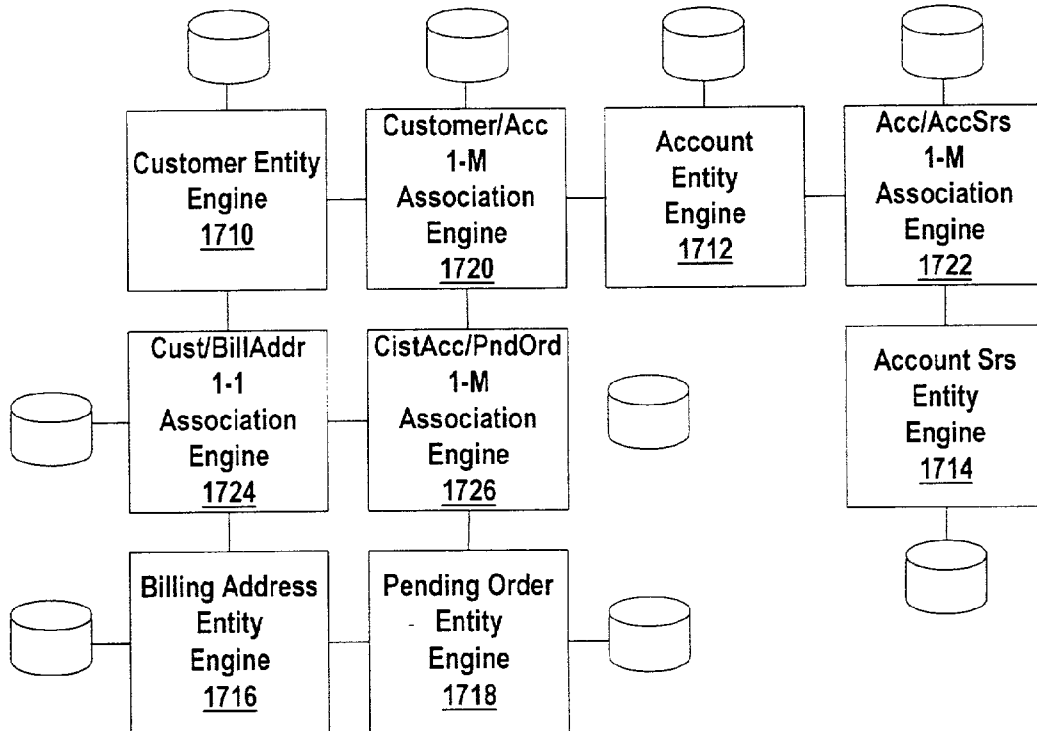 Customer Entity
Engine
1710
Customer/Acc
1-M
Association
Engine
1720
Account
Entity
Engine
1712
Acc/AccSrs
1-M
Association
Engine
1722
Cust/BillAddr
1-1
Association
Engine
1724
CistAcc/PndOrd
1-M
Association
Engine
1726
Account Srs
Entity
Engine
1714
Billing Address
Entity
Engine
1716
Pending Order
Entity
Engine
1718